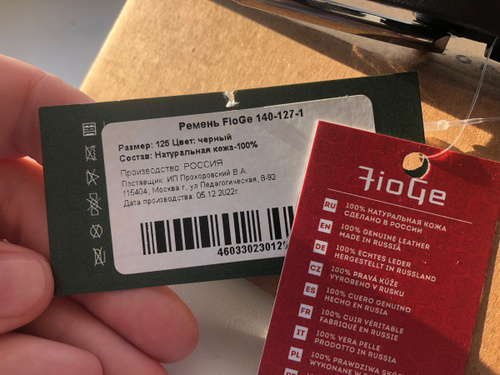 Ремень FioGe 140-127-1
Размер: 125 Цвет: черный
Состав: Натуральная кожа-100%
Производство: РОССИЯ
Поставщик: ИП Прохоровский В.А.
115404, Москва г, ул Педагогическая, 8-92
Дата производства: 05.12.2022г.
46033023012
FioGe
RU 100% НАТУРАЛЬНАЯ КОЖА
СДЕЛАНО В РОССИИ
EN 100% GENUINE LEATHER
MADE IN RUSSIA
DE 100% ECHTES LEDER
HERGESTELLT IN RUSSLAND
CZ 100% PRAVÁ KŮŽE
VYROBENO V RUSKU
ES 100% CUERO GENUINO
HECHO EN RUSIA
FR 100% CUIR VÉRITABLE
FABRIQUÉ EN RUSSIE
IT 100% VERA PELLE
PRODOTTO IN RUSSIA
PL 100% PRAWDZIWA
WYKONANE W